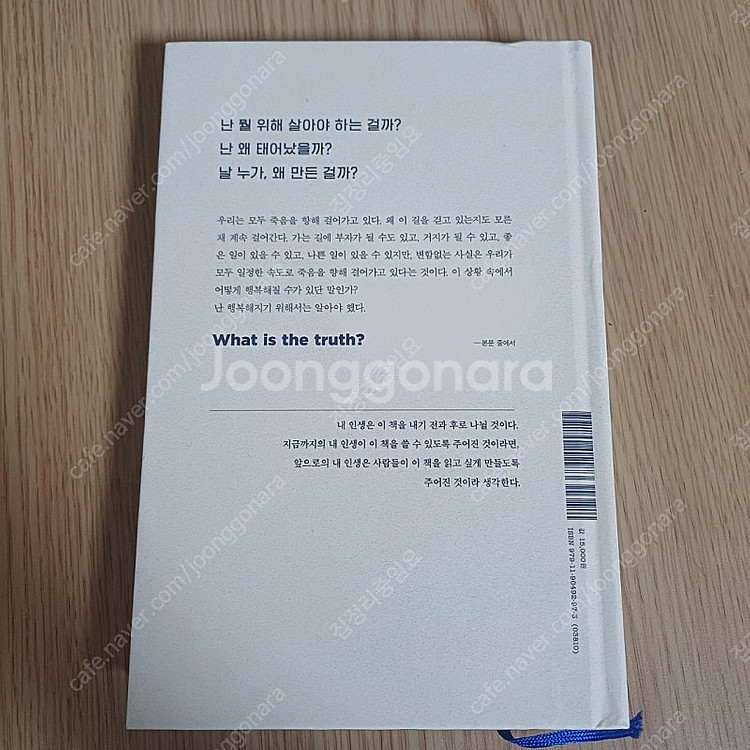 난 뭘 위해 살아야 하는 걸까?
난 왜 태어났을까?
날 누가, 왜 만든 걸까?
우리는 모두 죽음을 향해 걸어가고 있다. 왜 이 길을 걷고 있는지도 모른
채 계속 걸어간다. 가는 길에 부자가 될 수도 있고, 거지가 될 수 있고, 좋
은 일이 있을 수 있고, 나쁜 일이 있을 수 있지만, 변함없는 사실은 우리가
모두 일정한 속도로 죽음을 향해 걸어가고 있다는 것이다. 이 상황 속에서
어떻게 행복해질 수가 있단 말인가?
난 행복해지기 위해서는 알아야 했다.
What is the truth?
—본문 중에서
Joonggonara
내 인생은 이 책을 내기 전과 후로 나뉠 것이다.
지금까지의 내 인생이 이 책을 쓸 수 있도록 주어진 것이라면,
앞으로의 내 인생은 사람들이 이 책을 읽고 싶게 만들도록
주어진 것이라 생각한다.
값 15,000원
ISBN 979-11-90492-97-3 (03810)
cafe.naver.com/joonggonara
집정리중임요